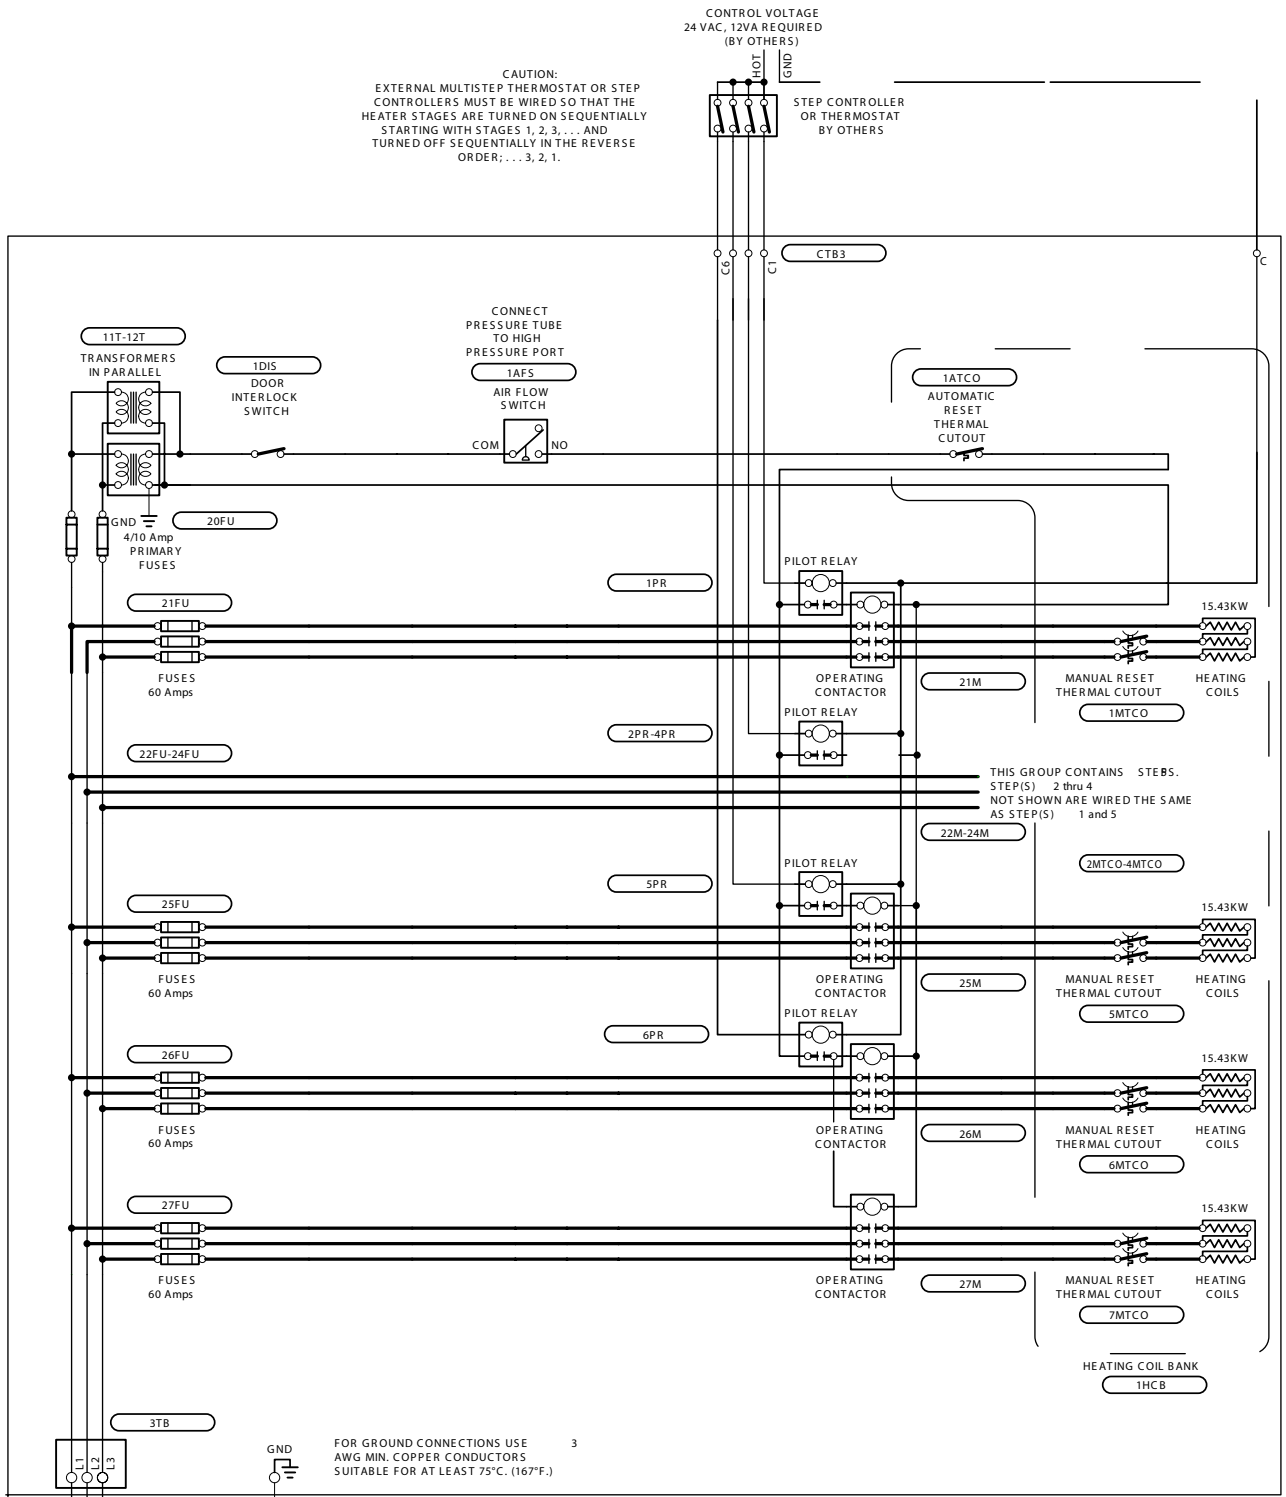 CONTROL VOLTAGE
24 VAC, 12VA REQUIRED
(BY OTHERS)
HOT
GND
CAUTION:
EXTERNAL MULTISTEP THERMOSTAT OR STEP
CONTROLLERS MUST BE WIRED SO THAT THE
HEATER STAGES ARE TURNED ON SEQUENTIALLY
STARTING WITH STAGES 1, 2, 3, . . . AND
TURNED OFF SEQUENTIALLY IN THE REVERSE
ORDER; . . . 3, 2, 1.
STEP CONTROLLER
OR THERMOSTAT
BY OTHERS
C6
C1
CTB3
C
CONNECT
PRESSURE TUBE
TO HIGH
PRESSURE PORT
1AFS
AIR FLOW
SWITCH
COM
NO
11T-12T
TRANSFORMERS
IN PARALLEL
1DIS
DOOR
INTERLOCK
SWITCH
1ATCO
AUTOMATIC
RESET
THERMAL
CUTOUT
GND
20FU
4/10 Amp
PRIMARY
FUSES
PILOT RELAY
1PR
21FU
15.43KW
FUSES
60 Amps
OPERATING
CONTACTOR
21M
MANUAL RESET
THERMAL CUTOUT
1MTCO
HEATING
COILS
PILOT RELAY
2PR-4PR
22FU-24FU
THIS GROUP CONTAINS STEPS.
STEP(S) 2 thru 4
NOT SHOWN ARE WIRED THE SAME
AS STEP(S) 1 and 5
22M-24M
2MTCO-4MTCO
PILOT RELAY
5PR
25FU
15.43KW
FUSES
60 Amps
OPERATING
CONTACTOR
25M
MANUAL RESET
THERMAL CUTOUT
5MTCO
HEATING
COILS
PILOT RELAY
6PR
26FU
15.43KW
FUSES
60 Amps
OPERATING
CONTACTOR
26M
MANUAL RESET
THERMAL CUTOUT
6MTCO
HEATING
COILS
27FU
15.43KW
FUSES
60 Amps
OPERATING
CONTACTOR
27M
MANUAL RESET
THERMAL CUTOUT
7MTCO
HEATING
COILS
HEATING COIL BANK
1HCB
3TB
L1
L2
L3
GND
FOR GROUND CONNECTIONS USE 3
AWG MIN. COPPER CONDUCTORS
SUITABLE FOR AT LEAST 75°C. (167°F.)